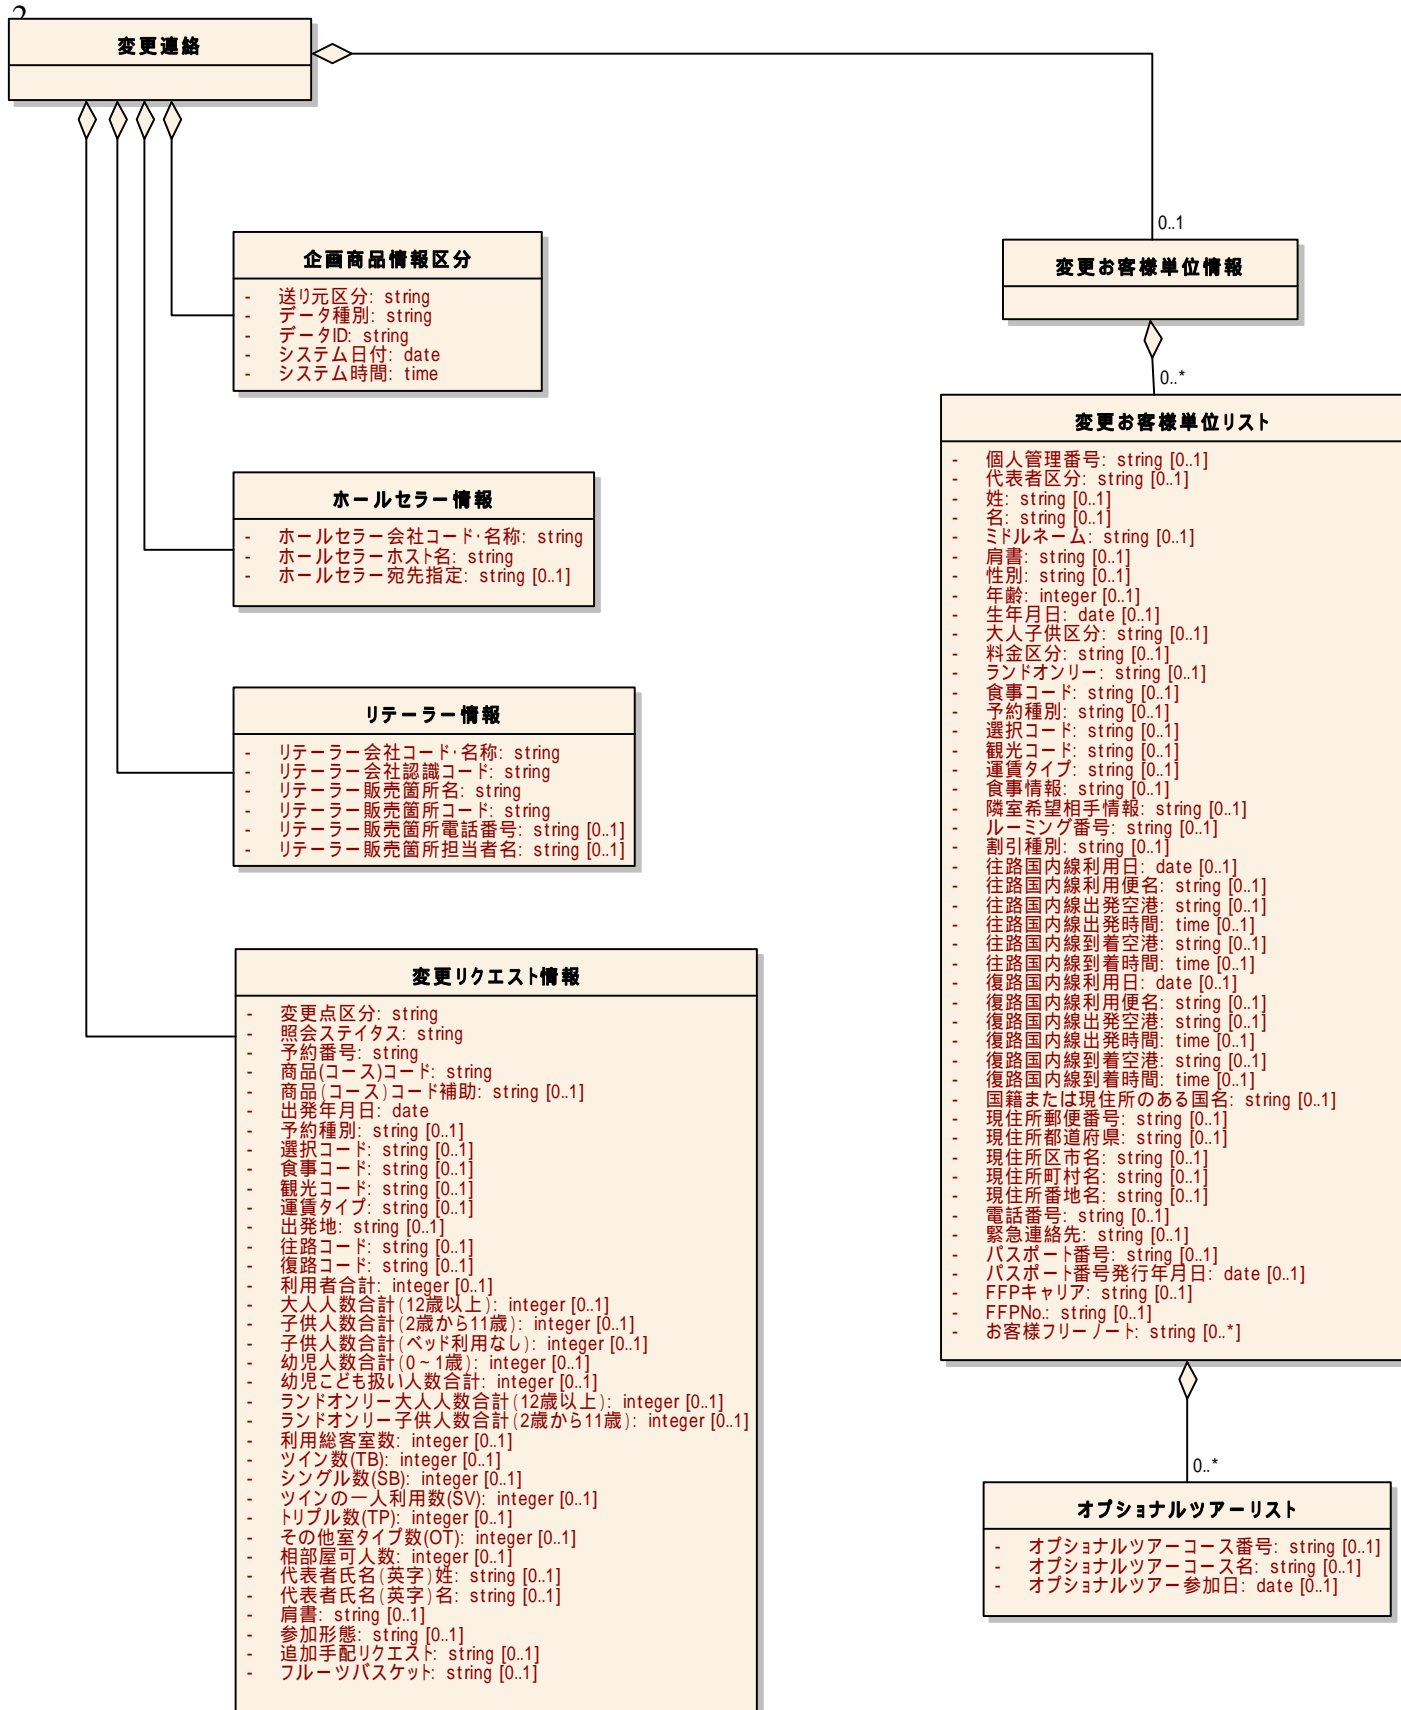 2
変更連絡
企画商品情報区分
- 送り元区分: string
- データ種別: string
- データID: string
- システム日付: date
- システム時間: time
ホールセラー情報
- ホールセラー会社コード・名称: string
- ホールセラーホスト名: string
- ホールセラー宛先指定: string [0..1]
リテーラー情報
- リテーラー会社コード・名称: string
- リテーラー会社認識コード: string
- リテーラー販売箇所名: string
- リテーラー販売箇所コード: string
- リテーラー販売箇所電話番号: string [0..1]
- リテーラー販売箇所担当者名: string [0..1]
変更リクエスト情報
- 変更点区分: string
- 照会ステイタス: string
- 予約番号: string
- 商品(コース)コード: string
- 商品(コース)コード補助: string [0..1]
- 出発年月日: date
- 予約種別: string [0..1]
- 選択コード: string [0..1]
- 食事コード: string [0..1]
- 観光コード: string [0..1]
- 運賃タイプ: string [0..1]
- 出発地: string [0..1]
- 往路コード: string [0..1]
- 復路コード: string [0..1]
- 利用者合計: integer [0..1]
- 大人人数合計(12歳以上): integer [0..1]
- 子供人数合計(2歳から11歳): integer [0..1]
- 子供人数合計(ベッド利用なし): integer [0..1]
- 幼児人数合計(0~1歳): integer [0..1]
- 幼児こども扱い人数合計: integer [0..1]
- ランドオンリー大人人数合計(12歳以上): integer [0..1]
- ランドオンリー子供人数合計(2歳から11歳): integer [0..1]
- 利用総客室数: integer [0..1]
- ツイン数(TB): integer [0..1]
- シングル数(SB): integer [0..1]
- ツインの一人利用数(SV): integer [0..1]
- トリプル数(TP): integer [0..1]
- その他室タイプ数(OT): integer [0..1]
- 相部屋可人数: integer [0..1]
- 代表者氏名(英字)姓: string [0..1]
- 代表者氏名(英字)名: string [0..1]
- 肩書: string [0..1]
- 参加形態: string [0..1]
- 追加手配リクエスト: string [0..1]
- フルーツバスケット: string [0..1]
0..1
変更お客様単位情報
0..*
変更お客様単位リスト
- 個人管理番号: string [0..1]
- 代表者区分: string [0..1]
- 姓: string [0..1]
- 名: string [0..1]
- ミドルネーム: string [0..1]
- 肩書: string [0..1]
- 性別: string [0..1]
- 年齢: integer [0..1]
- 生年月日: date [0..1]
- 大人子供区分: string [0..1]
- 料金区分: string [0..1]
- ランドオンリー: string [0..1]
- 食事コード: string [0..1]
- 予約種別: string [0..1]
- 選択コード: string [0..1]
- 観光コード: string [0..1]
- 運賃タイプ: string [0..1]
- 食事情報: string [0..1]
- 隣室希望相手情報: string [0..1]
- ルーミング番号: string [0..1]
- 割引種別: string [0..1]
- 往路国内線利用日: date [0..1]
- 往路国内線利用便名: string [0..1]
- 往路国内線出発空港: string [0..1]
- 往路国内線出発時間: time [0..1]
- 往路国内線到着空港: string [0..1]
- 往路国内線到着時間: time [0..1]
- 復路国内線利用日: date [0..1]
- 復路国内線利用便名: string [0..1]
- 復路国内線出発空港: string [0..1]
- 復路国内線出発時間: time [0..1]
- 復路国内線到着空港: string [0..1]
- 復路国内線到着時間: time [0..1]
- 国籍または現住所のある国名: string [0..1]
- 現住所郵便番号: string [0..1]
- 現住所都道府県: string [0..1]
- 現住所区市名: string [0..1]
- 現住所町村名: string [0..1]
- 現住所番地名: string [0..1]
- 電話番号: string [0..1]
- 緊急連絡先: string [0..1]
- パスポート番号: string [0..1]
- パスポート番号発行年月日: date [0..1]
- FFPキャリア: string [0..1]
- FFPNo.: string [0..1]
- お客様フリーノート: string [0..*]
0..*
オプショナルツアーリスト
- オプショナルツアーコース番号: string [0..1]
- オプショナルツアーコース名: string [0..1]
- オプショナルツアー参加日: date [0..1]